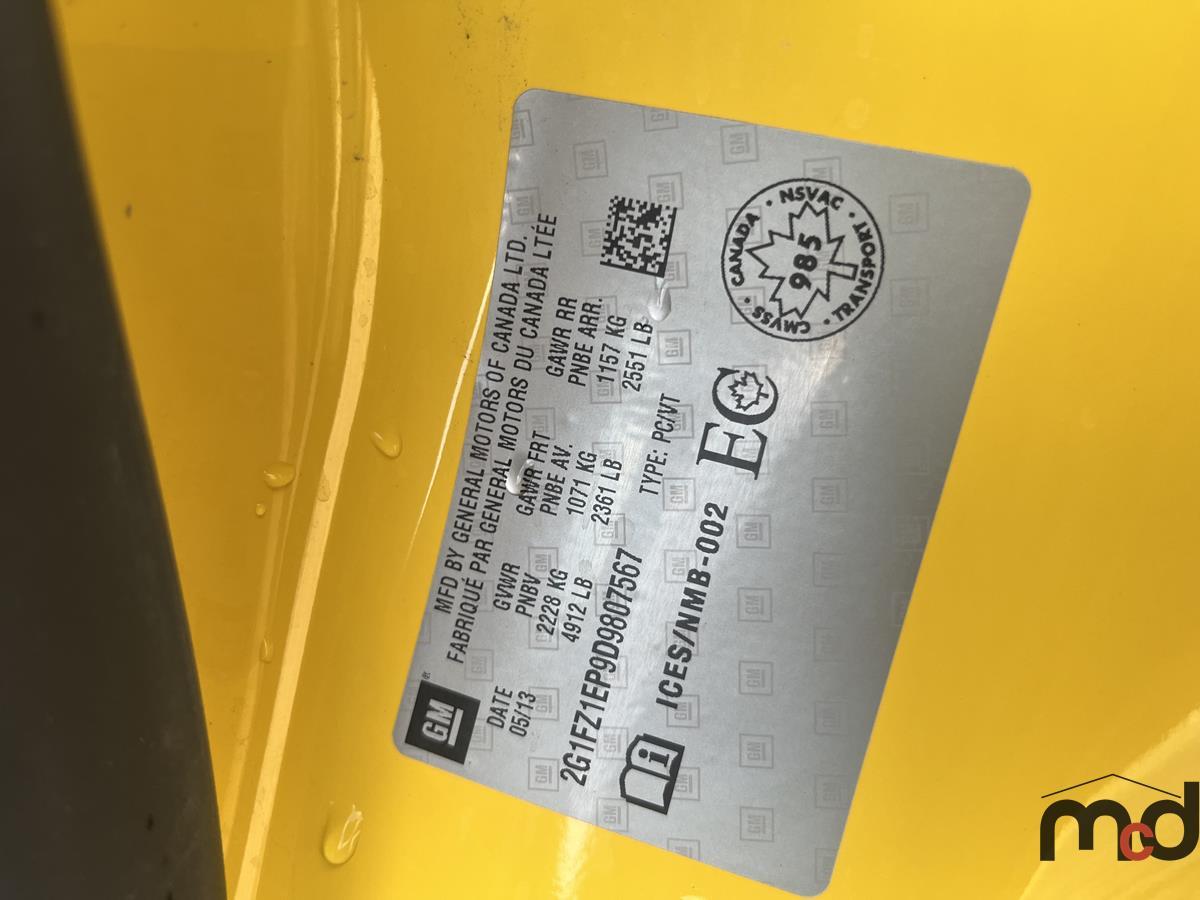 GM
MFD BY GENERAL MOTORS OF CANADA LTD.
FABRIQUÉ PAR GENERAL MOTORS DU CANADA LTÉE
DATE
05/13
GVWR
PNBV
2228 KG
4912 LB
GAWR FRT
PNBE AV.
1071 KG
2361 LB
GAWR RR
PNBE ARR.
1157 KG
2551 LB
2G1FZ1EP9D9807567
TYPE: PC/VT
i
ICES/NMB-002
EC
CANADA · NSVAC · TRANSPORT · CMVSS ·
985
mcd